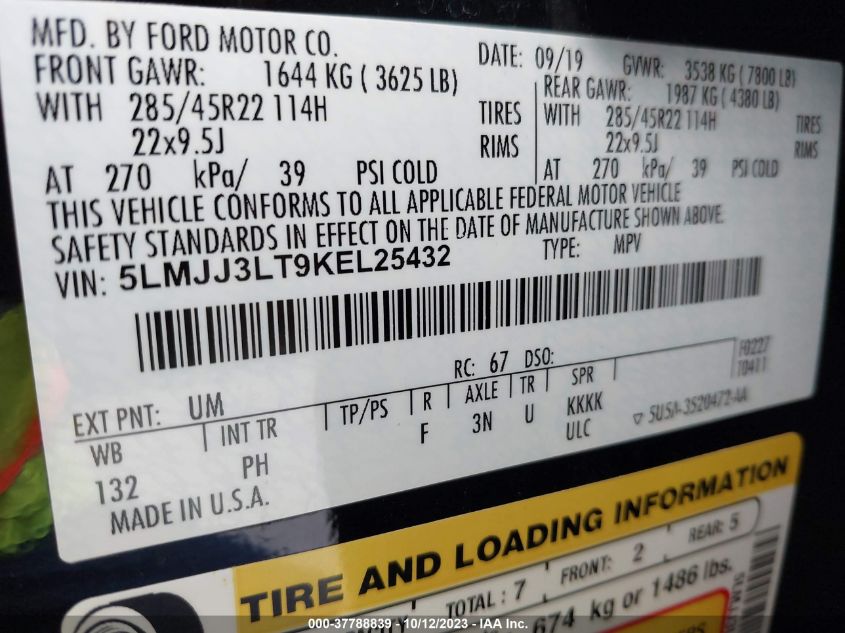 MFD. BY FORD MOTOR CO.
DATE: 09/19 GVWR: 3538 KG ( 7800 LB)
FRONT GAWR: 1644 KG ( 3625 LB)
REAR GAWR: 1987 KG ( 4380 LB)
WITH 285/45R22 114H TIRES
WITH 285/45R22 114H TIRES
22x9.5J RIMS
22x9.5J RIMS
AT 270 kPa/ 39 PSI COLD
AT 270 kPa/ 39 PSI COLD
THIS VEHICLE CONFORMS TO ALL APPLICABLE FEDERAL MOTOR VEHICLE
SAFETY STANDARDS IN EFFECT ON THE DATE OF MANUFACTURE SHOWN ABOVE.
VIN: 5LMJJ3LT9KEL25432 TYPE: MPV
F0227
RC: 67 DSO: T0411
EXT PNT: UM TP/PS R AXLE TR SPR
F 3N U KKKK 5U5A-3520472-AA
WB INT TR ULC
132 PH
MADE IN U.S.A.
TIRE AND LOADING INFORMATION
TOTAL : 7 FRONT: 2 REAR: 5
674 kg or 1486 lbs.
000-37788839 - 10/12/2023 - IAA Inc.